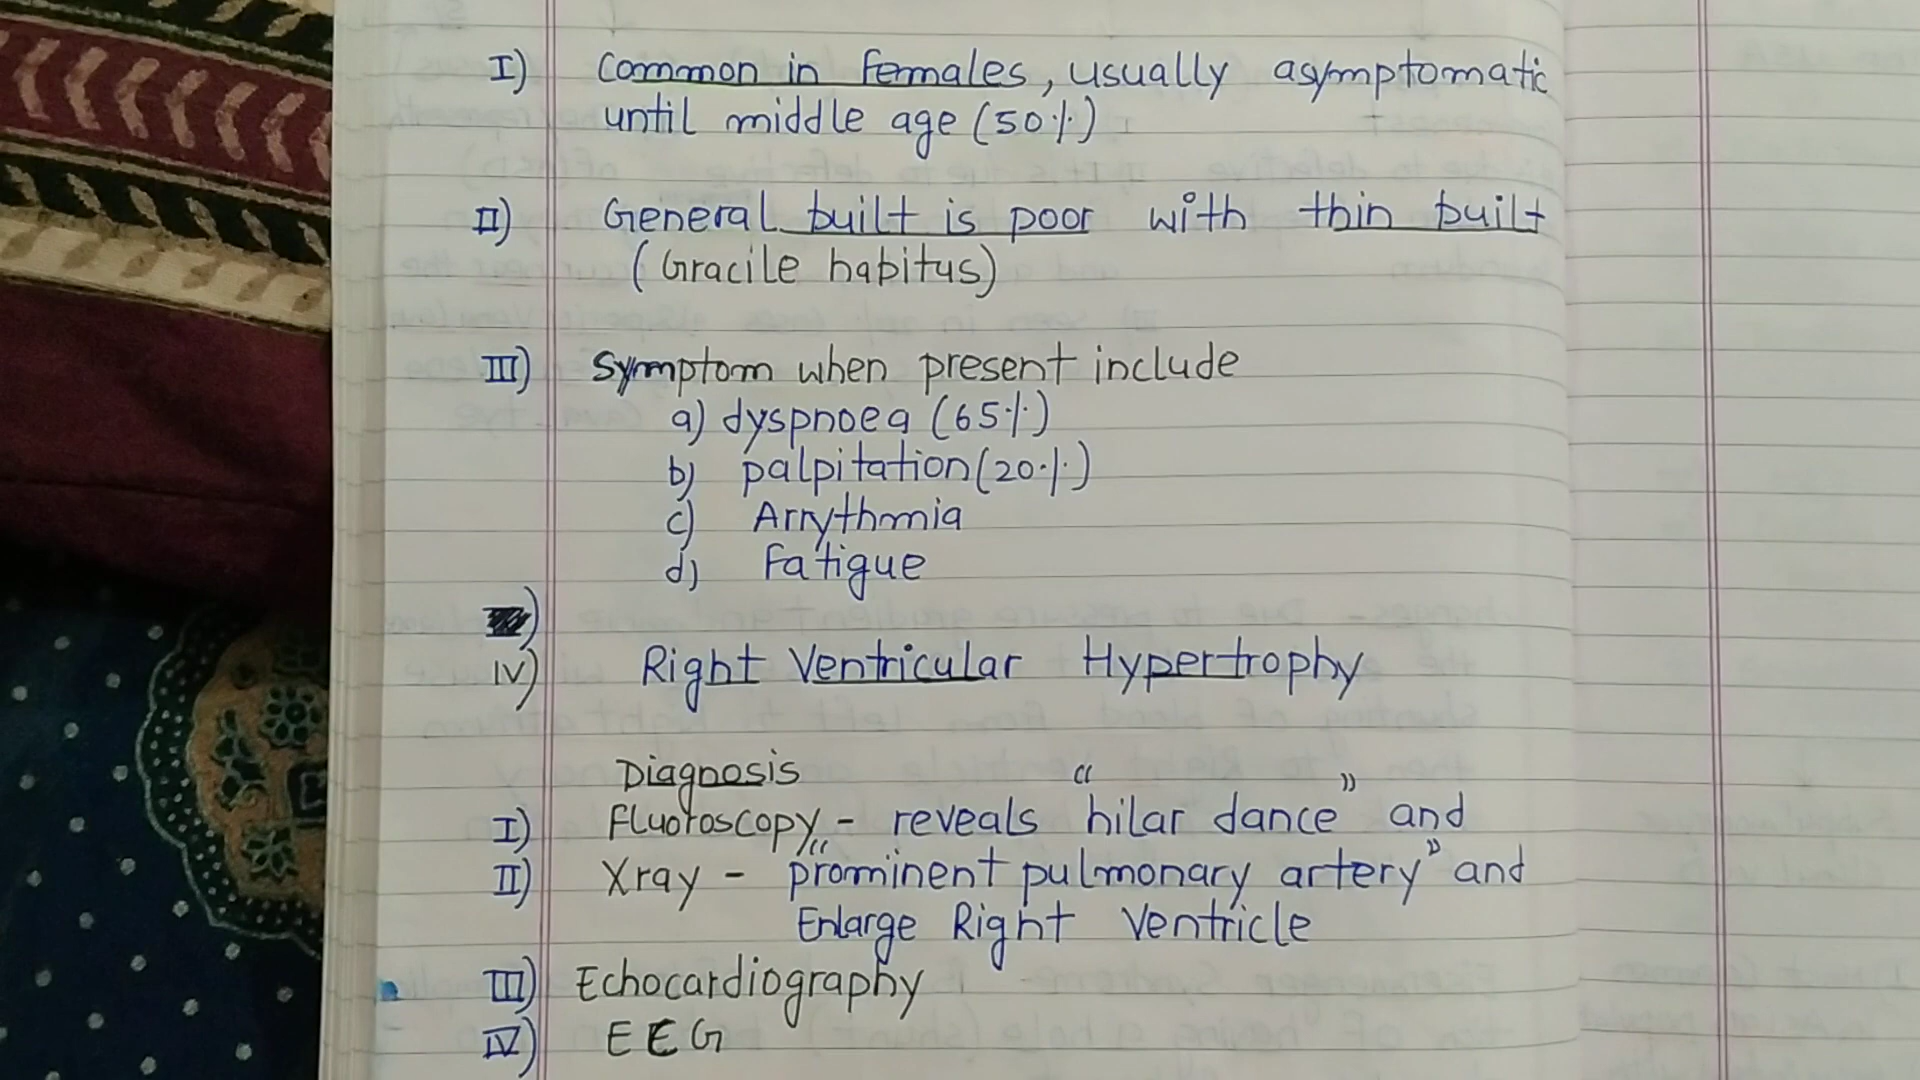 I) Common in females, usually asymptomatic
until middle age (50%)
II) General built is poor with thin built
(Gracile habitus)
III) Symptom when present include
a) dyspnoea (65%)
b) palpitation (20%)
c) Arrythmia
d) Fatigue
IV) Right Ventricular Hypertrophy
Diagnosis
I) Fluoroscopy - reveals "hilar dance" and
II) Xray - "prominent pulmonary artery" and
Enlarge Right Ventricle
III) Echocardiography
IV) EEG